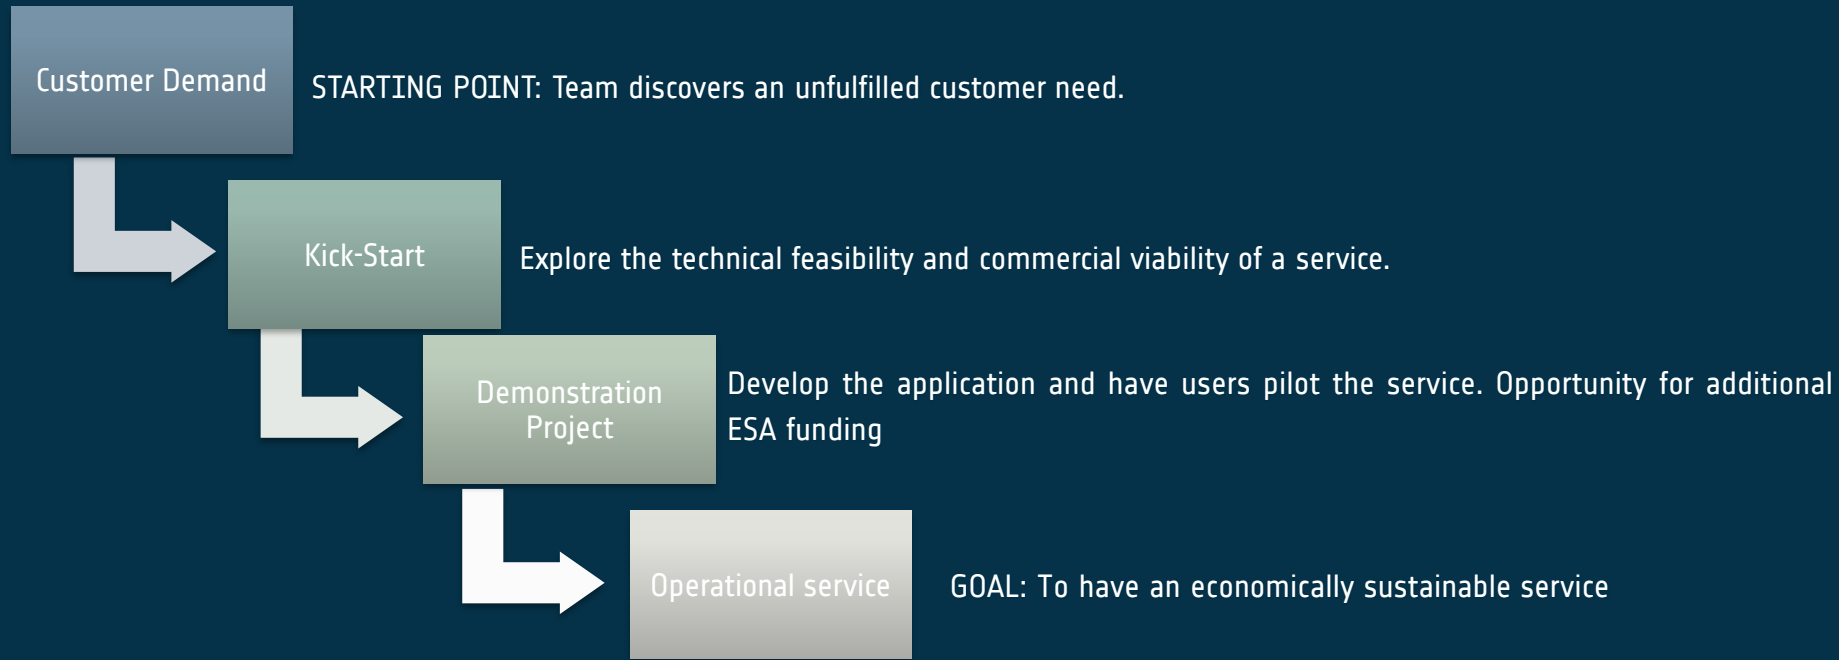 Customer Demand
STARTING POINT: Team discovers an unfulfilled customer need.
Kick-Start
Explore the technical feasibility and commercial viability of a service.
Demonstration
Project
Develop the application and have users pilot the service. Opportunity for additional
ESA funding
Operational service
GOAL: To have an economically sustainable service